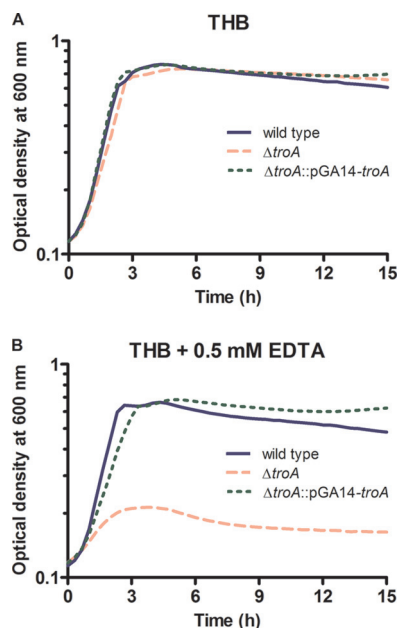 A
THB
Optical density at 600 nm
1
0.1
wild type
ΔtroA
ΔtroA::pGA14-troA
0 3 6 9 12 15
Time (h)
B
THB + 0.5 mM EDTA
Optical density at 600 nm
1
0.1
wild type
ΔtroA
ΔtroA::pGA14-troA
0 3 6 9 12 15
Time (h)